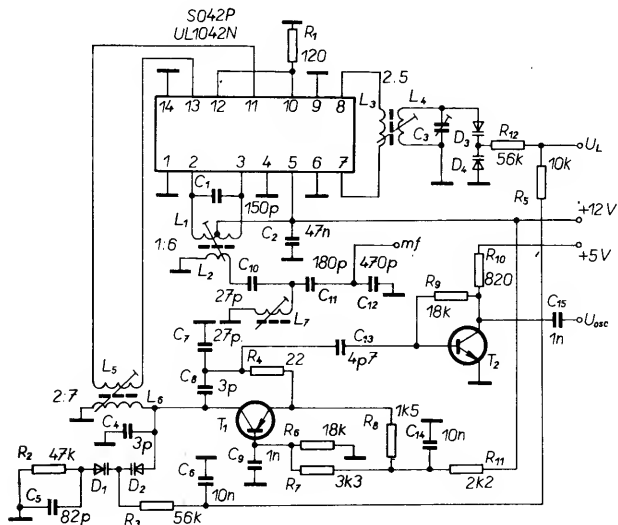 SO42P
UL1042N
R1
120
14 13 12 11 10 9 8
1 2 3 4 5 6 7
2:5
L3
L4
C3
D3
D4
R12
56k
UL
10k
R5
C1
150p
L1
1:6
L2
C2
47n
+12V
+5V
C10
27p
180p
C11
470p
C12
mf
R10
820
R9
18k
L7
C7
27p
C13
4p7
C15
1n
Uosc
T2
R4
22
C8
3p
L5
2:7
L6
T1
C4
3p
R8
1k5
C14
10n
R6
18k
C9
1n
R7
3k3
R11
2k2
R2
47k
C5
82p
D1
D2
C6
10n
R3
56k